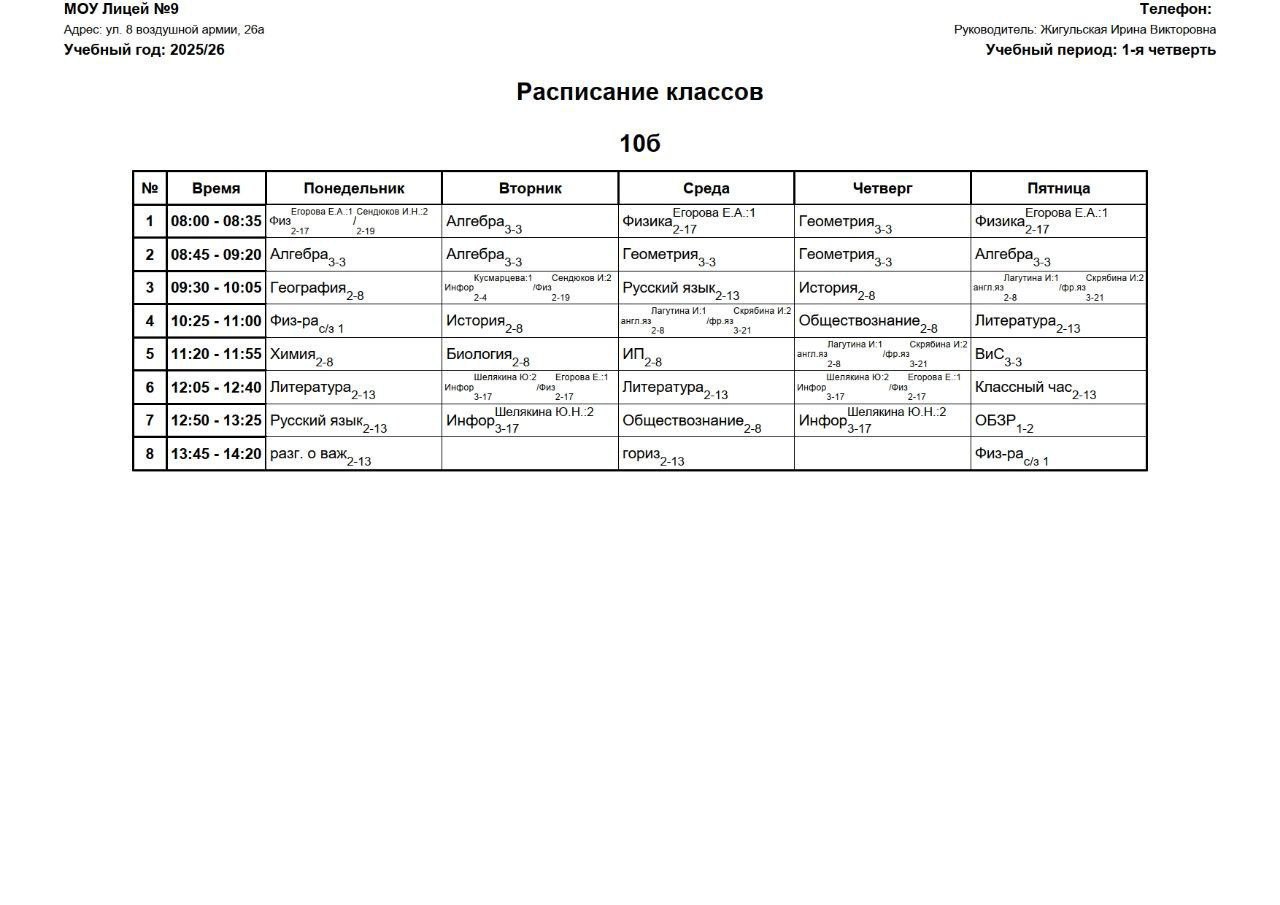 МОУ Лицей №9 Телефон:
Адрес: ул. 8 воздушной армии, 26а Руководитель: Жигульская Ирина Викторовна
Учебный год: 2025/26 Учебный период: 1-я четверть
Расписание классов
10б
№ Время Понедельник Вторник Среда Четверг Пятница
1 08:00 - 08:35 Физ Егорова Е.А.:1 2-17 / Сендюков И.Н.:2 2-19 Алгебра 3-3 Физика Егорова Е.А.:1 2-17 Геометрия 3-3 Физика Егорова Е.А.:1 2-17
2 08:45 - 09:20 Алгебра 3-3 Алгебра 3-3 Геометрия 3-3 Геометрия 3-3 Алгебра 3-3
3 09:30 - 10:05 География 2-8 Инфор Кусмарцева:1 2-4 /Физ Сендюков И:2 2-19 Русский язык 2-13 История 2-8 англ.яз Лагутина И:1 2-8 /фр.яз Скрябина И:2 3-21
4 10:25 - 11:00 Физ-ра с/з 1 История 2-8 англ.яз Лагутина И:1 2-8 /фр.яз Скрябина И:2 3-21 Обществознание 2-8 Литература 2-13
5 11:20 - 11:55 Химия 2-8 Биология 2-8 ИП 2-8 англ.яз Лагутина И:1 2-8 /фр.яз Скрябина И:2 3-21 ВиС 3-3
6 12:05 - 12:40 Литература 2-13 Инфор Шелякина Ю:2 3-17 /Физ Егорова Е.:1 2-17 Литература 2-13 Инфор Шелякина Ю:2 3-17 /Физ Егорова Е.:1 2-17 Классный час 2-13
7 12:50 - 13:25 Русский язык 2-13 Инфор Шелякина Ю.Н.:2 3-17 Обществознание 2-8 Инфор Шелякина Ю.Н.:2 3-17 ОБЗР 1-2
8 13:45 - 14:20 разг. о важ 2-13 гориз 2-13 Физ-ра с/з 1